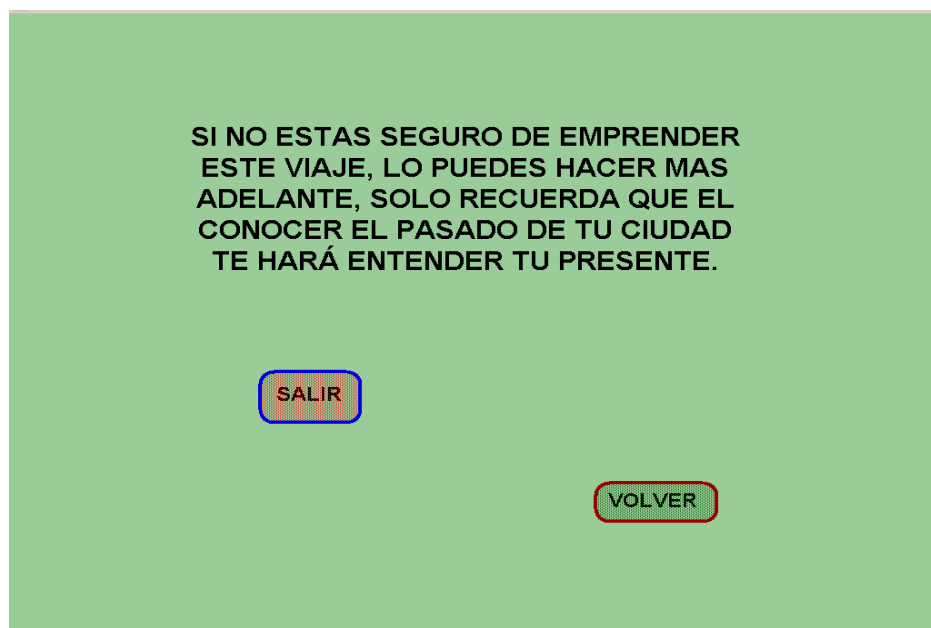 SI NO ESTAS SEGURO DE EMPRENDER
ESTE VIAJE, LO PUEDES HACER MAS
ADELANTE, SOLO RECUERDA QUE EL
CONOCER EL PASADO DE TU CIUDAD
TE HARÁ ENTENDER TU PRESENTE.
SALIR
VOLVER